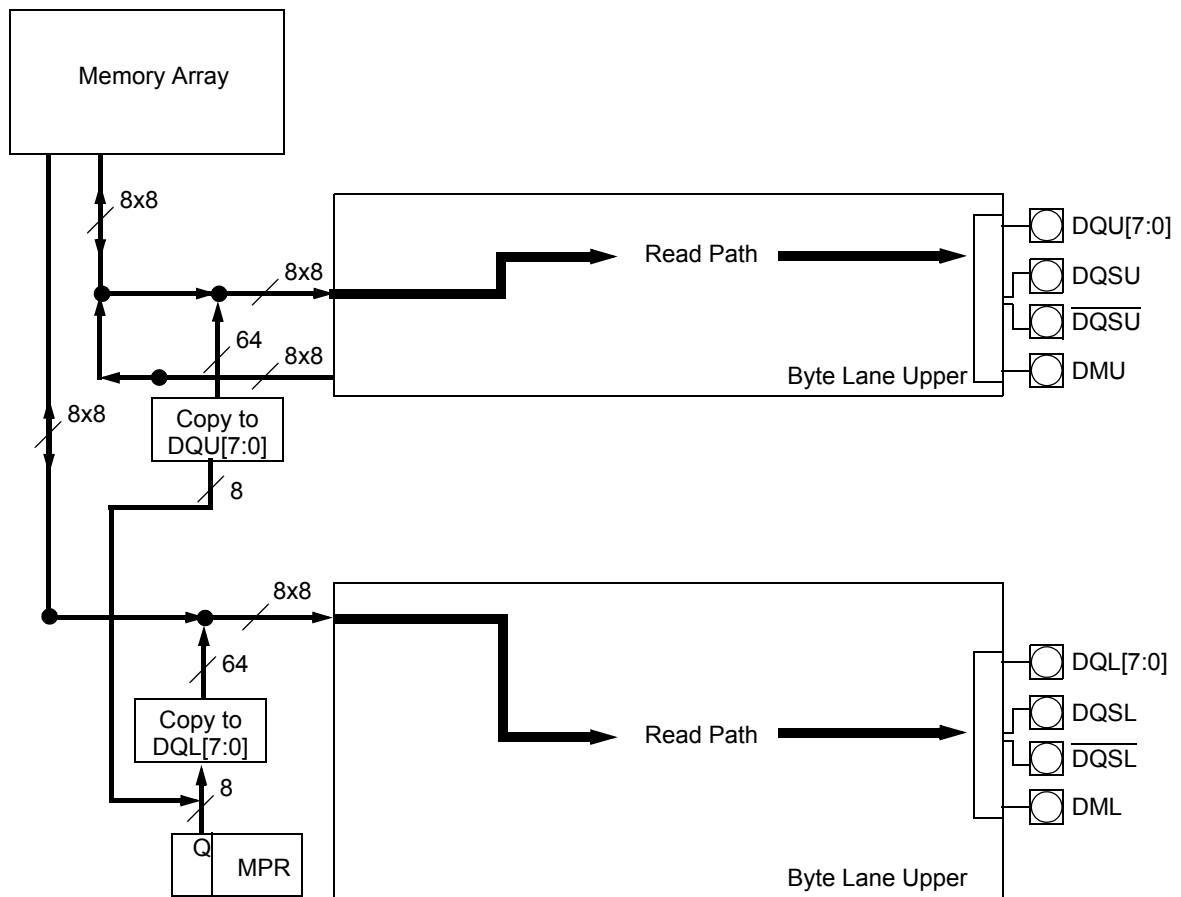 Memory Array
8x8
8x8
Read Path
DQU[7:0]
DQSU
DQSU
DMU
64
8x8
Byte Lane Upper
8x8
Copy to
DQU[7:0]
8
8x8
64
Copy to
DQL[7:0]
8
Q
MPR
Read Path
DQL[7:0]
DQSL
DQSL
DML
Byte Lane Upper